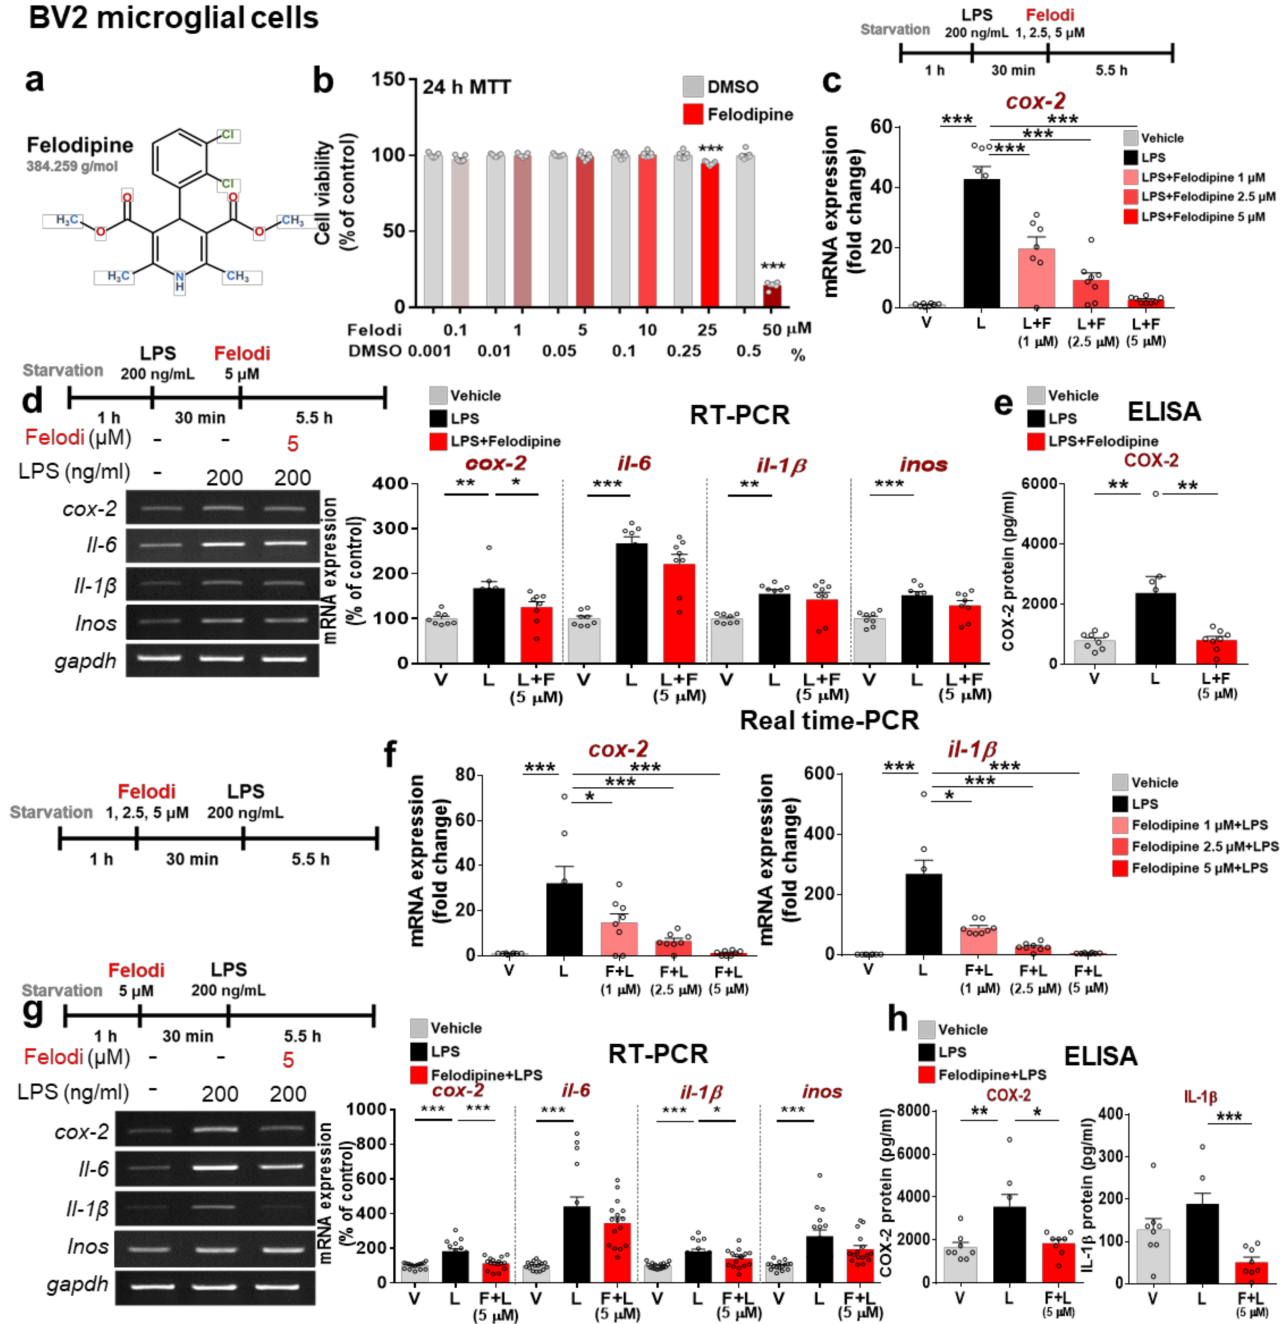 BV2 microglial cells
a
Felodipine
384.259 g/mol
Cl
Cl
O
O
H₃C
O
O
CH₃
H₃C
N
H
CH₃
b
24 h MTT
DMSO
Felodipine
Cell viability
(% of control)
150
100
50
0
***
***
Felodi 0.1 1 5 10 25 50 µM
DMSO 0.001 0.01 0.05 0.1 0.25 0.5 %
LPS Felodi
Starvation 200 ng/mL 1, 2.5, 5 µM
1 h 30 min 5.5 h
c
cox-2
mRNA expression
(fold change)
60
40
20
0
*** *** *** ***
Vehicle
LPS
LPS+Felodipine 1 µM
LPS+Felodipine 2.5 µM
LPS+Felodipine 5 µM
V L L+F L+F L+F
(1 µM) (2.5 µM) (5 µM)
LPS Felodi
Starvation 200 ng/mL 5 µM
d
1 h 30 min 5.5 h
Felodi (µM) - - 5
LPS (ng/ml) - 200 200
cox-2
Il-6
Il-1β
Inos
gapdh
Vehicle
LPS
LPS+Felodipine
RT-PCR
cox-2 il-6 il-1β inos
mRNA expression
(% of control)
400
300
200
100
0
** * *** ** ***
V L L+F V L L+F V L L+F V L L+F
(5 µM) (5 µM) (5 µM) (5 µM)
e
Vehicle
LPS
LPS+Felodipine
ELISA
COX-2
COX-2 protein (pg/ml)
6000
4000
2000
0
** **
V L L+F
(5 µM)
Real time-PCR
Felodi LPS
Starvation 1, 2.5, 5 µM 200 ng/mL
1 h 30 min 5.5 h
f
cox-2
mRNA expression
(fold change)
80
60
40
20
0
*** *** *** *
V L F+L F+L F+L
(1 µM) (2.5 µM) (5 µM)
il-1β
mRNA expression
(fold change)
600
400
200
0
*** *** *** *
V L F+L F+L F+L
(1 µM) (2.5 µM) (5 µM)
Vehicle
LPS
Felodipine 1 µM+LPS
Felodipine 2.5 µM+LPS
Felodipine 5 µM+LPS
Felodi LPS
Starvation 5 µM 200 ng/mL
g
1 h 30 min 5.5 h
Felodi (µM) - - 5
LPS (ng/ml) - 200 200
cox-2
Il-6
Il-1β
Inos
gapdh
Vehicle
LPS
Felodipine+LPS
RT-PCR
cox-2 il-6 il-1β inos
mRNA expression
(% of control)
1000
800
600
400
200
0
*** *** *** *** * ***
V L F+L V L F+L V L F+L V L F+L
(5 µM) (5 µM) (5 µM) (5 µM)
h
Vehicle
LPS
Felodipine+LPS
ELISA
COX-2
COX-2 protein (pg/ml)
8000
6000
4000
2000
0
** *
V L F+L
(5 µM)
IL-1β
IL-1β protein (pg/ml)
400
300
200
100
0
***
V L F+L
(5 µM)